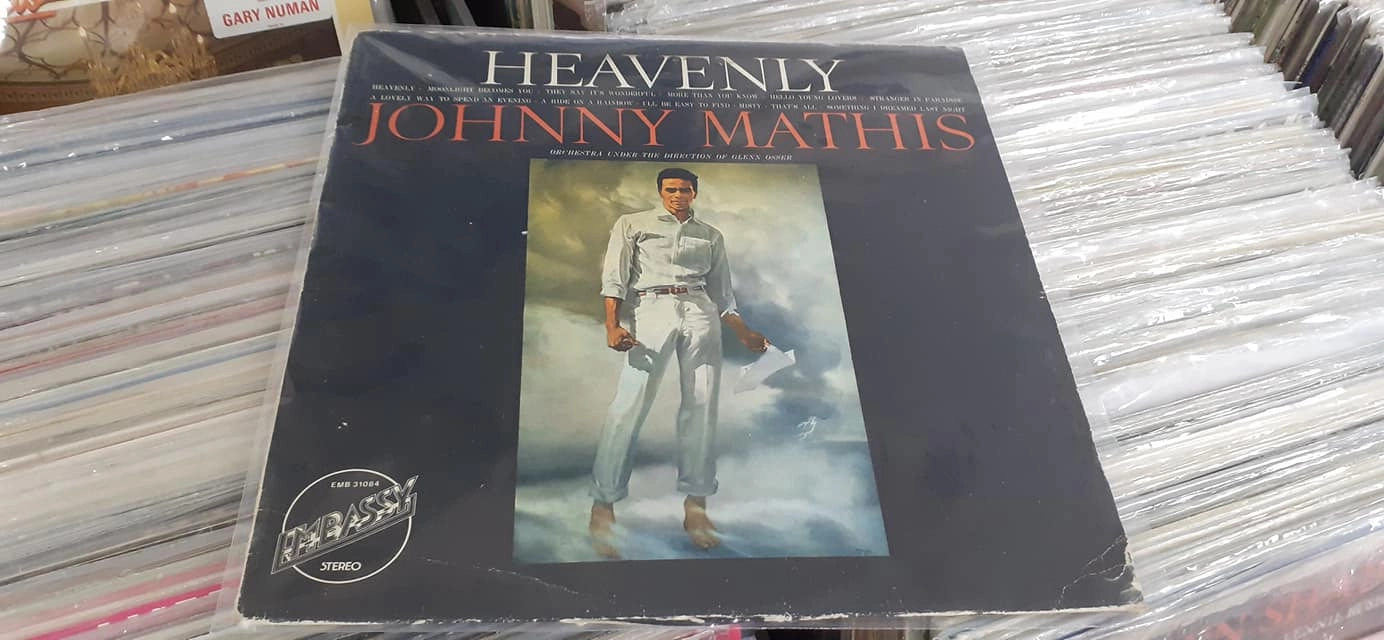 GARY NUMAN
HEAVENLY
HEAVENLY · MOONLIGHT BECOMES YOU · THEY SAY IT'S WONDERFUL · MORE THAN YOU KNOW · HELLO YOUNG LOVERS · STRANGER IN PARADISE
A LOVELY WAY TO SPEND AN EVENING · A RIDE ON A RAINBOW · I'LL BE EASY TO FIND · MISTY · THAT'S ALL · SOMETHING I DREAMED LAST NIGHT
JOHNNY MATHIS
ORCHESTRA UNDER THE DIRECTION OF GLENN OSSER
EMB 31084
EMBASSY
STEREO